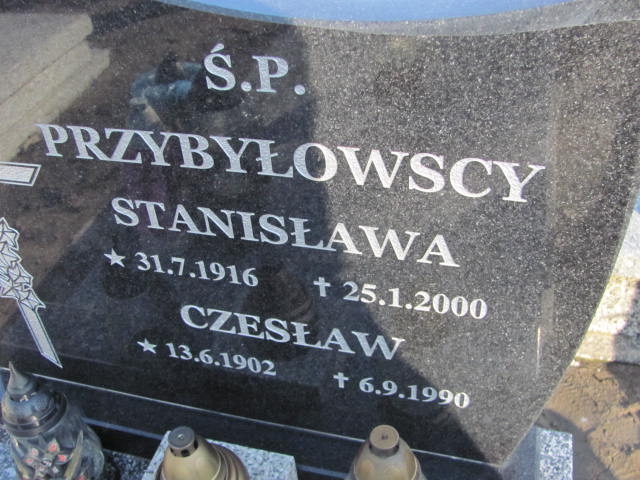 Ś.P.
PRZYBYŁOWSCY
STANISŁAWA
★ 31.7.1916 ✝ 25.1.2000
CZESŁAW
★ 13.6.1902 ✝ 6.9.1990